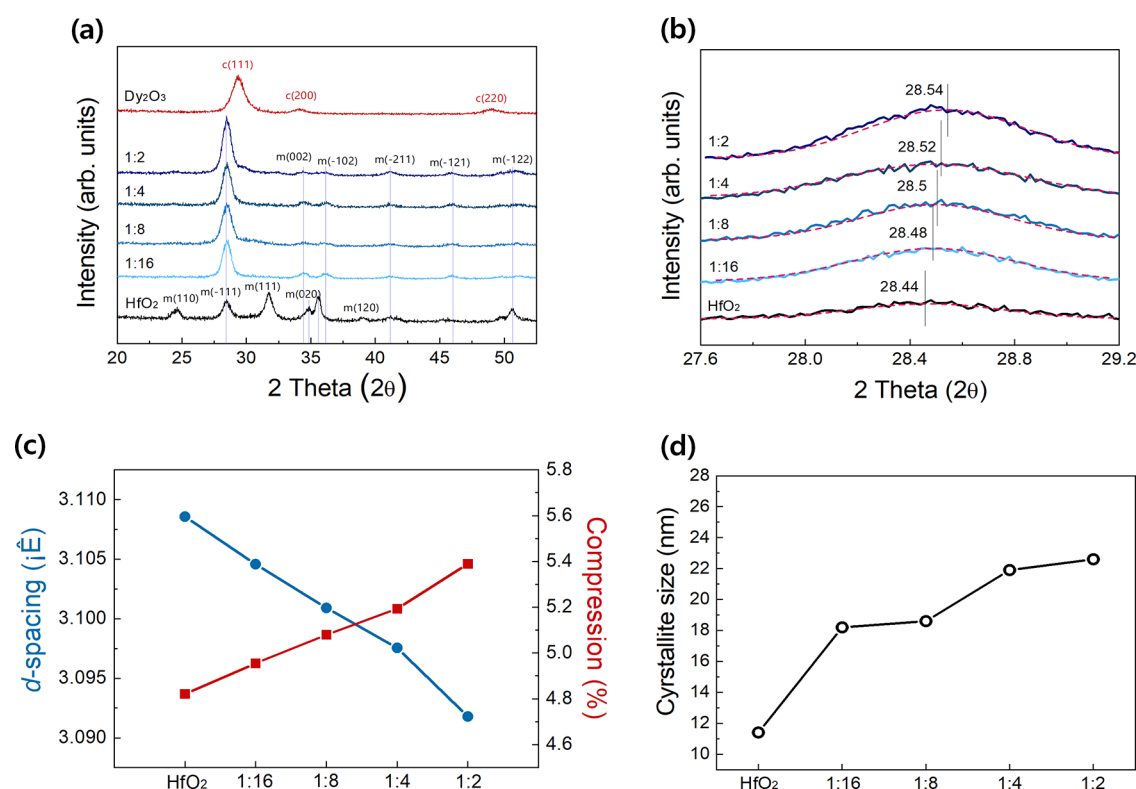 (a)
Intensity (arb. units)
Dy2O3
c(111)
c(200)
c(220)
1:2
m(002)
m(-102)
m(-211)
m(-121)
m(-122)
1:4
1:8
1:16
HfO2
m(110)
m(-111)
m(111)
m(020)
m(120)
20 25 30 35 40 45 50
2 Theta (2θ)
(b)
Intensity (arb. units)
28.54
1:2
28.52
1:4
28.5
1:8
28.48
1:16
28.44
HfO2
27.6 28.0 28.4 28.8 29.2
2 Theta (2θ)
(c)
d-spacing (¡Ê)
3.110
3.105
3.100
3.095
3.090
5.8
5.6
5.4
5.2
5.0
4.8
4.6
Compression (%)
HfO2 1:16 1:8 1:4 1:2
(d)
Cyrstallite size (nm)
28
26
24
22
20
18
16
14
12
10
HfO2 1:16 1:8 1:4 1:2